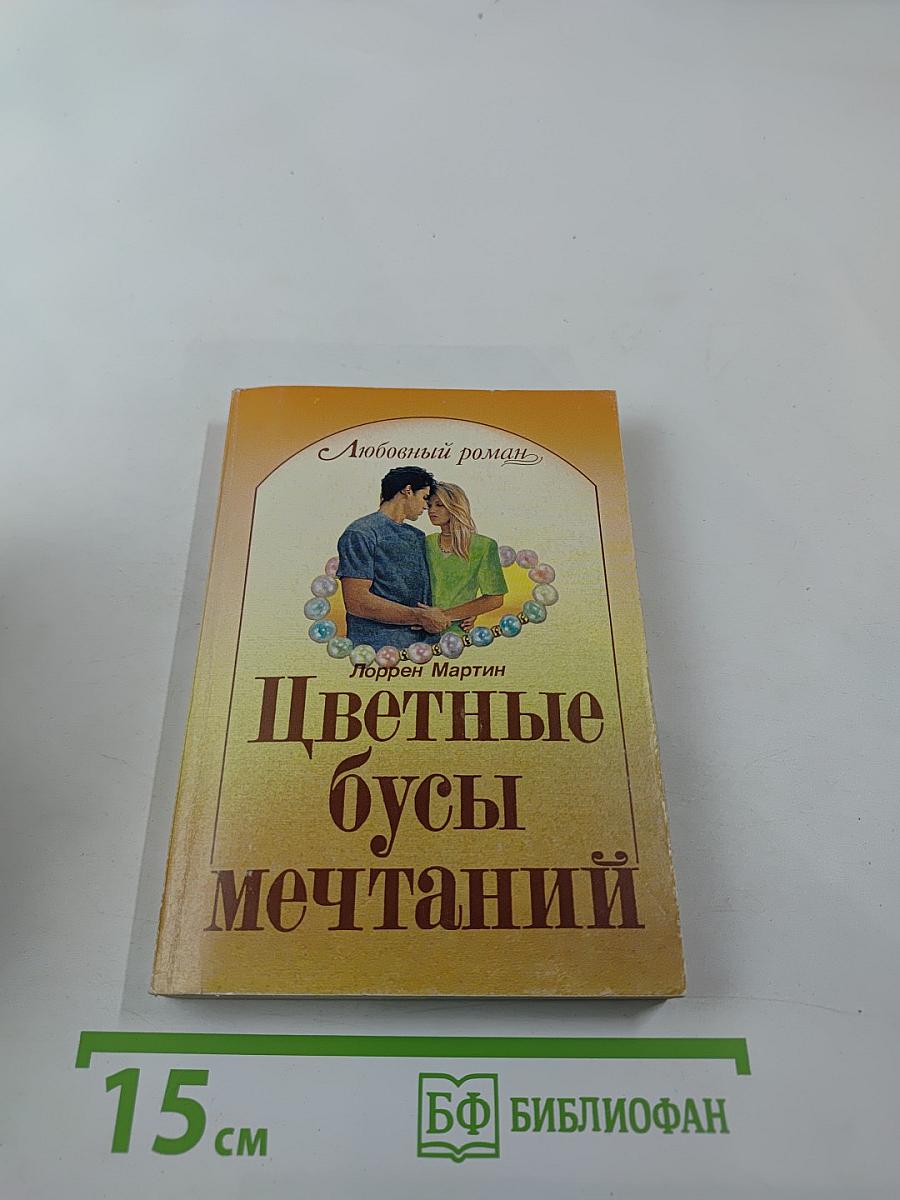 Любовный роман
Лоррен Мартин
Цветные
бусы
мечтаний
15 см
БФ БИБЛИОФАН